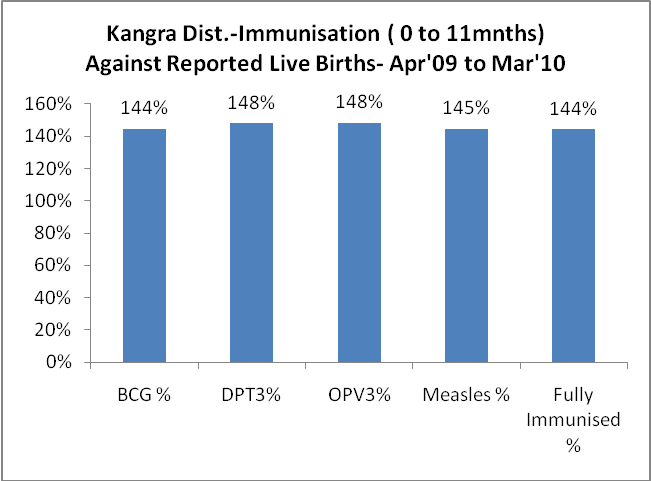 Kangra Dist.-Immunisation ( 0 to 11mnths)
Against Reported Live Births- Apr'09 to Mar'10
160%
140%
120%
100%
80%
60%
40%
20%
0%
144%
148%
148%
145%
144%
BCG %
DPT3%
OPV3%
Measles %
Fully
Immunised
%